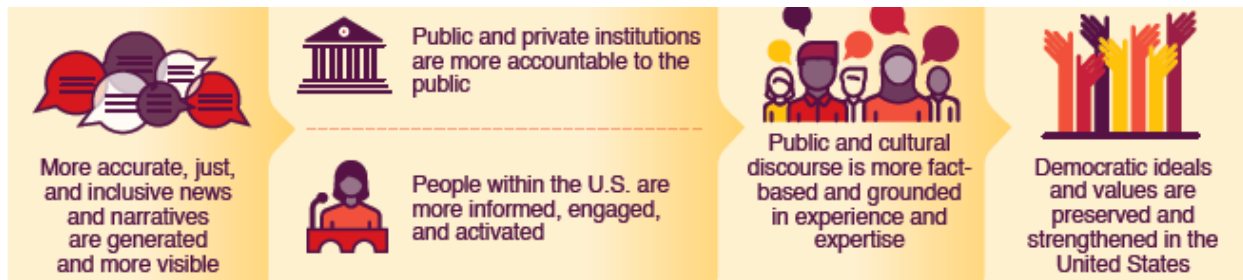 More accurate, just,
and inclusive news
and narratives
are generated
and more visible
Public and private institutions
are more accountable to the
public
People within the U.S. are
more informed, engaged,
and activated
Public and cultural
discourse is more fact-
based and grounded
in experience and
expertise
Democratic ideals
and values are
preserved and
strengthened in the
United States